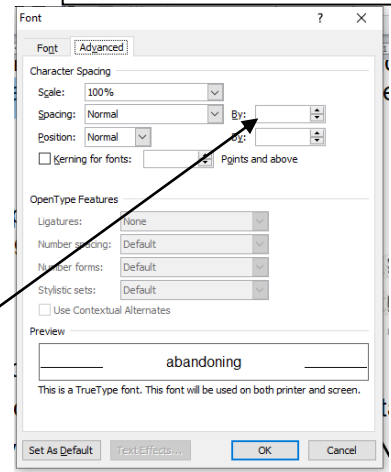 Font ? ×
Font Advanced
Character Spacing
Scale: 100%
Spacing: Normal By:
Position: Normal By:
Kerning for fonts: Points and above
OpenType Features
Ligatures: None
Number spacing: Default
Number forms: Default
Stylistic sets: Default
Use Contextual Alternates
Preview
abandoning
This is a TrueType font. This font will be used on both printer and screen.
Set As Default Text Effects... OK Cancel